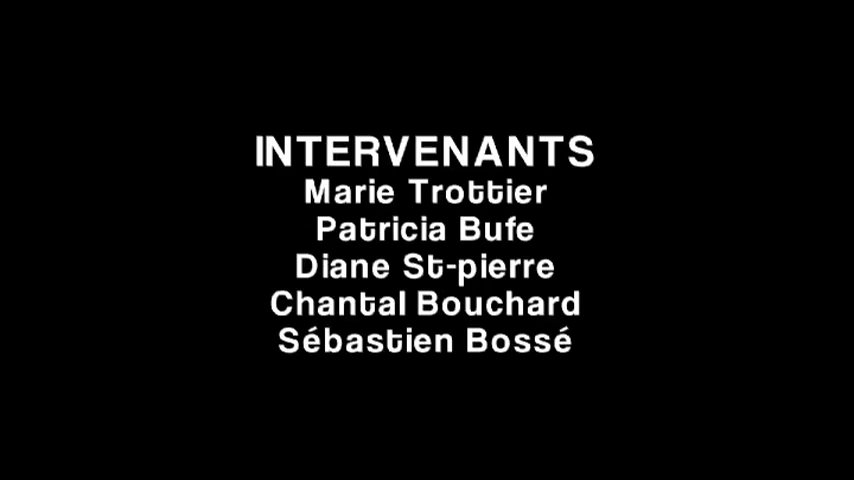 INTERVENANTS
Marie Trottier
Patricia Bufe
Diane St-pierre
Chantal Bouchard
Sébastien Bossé